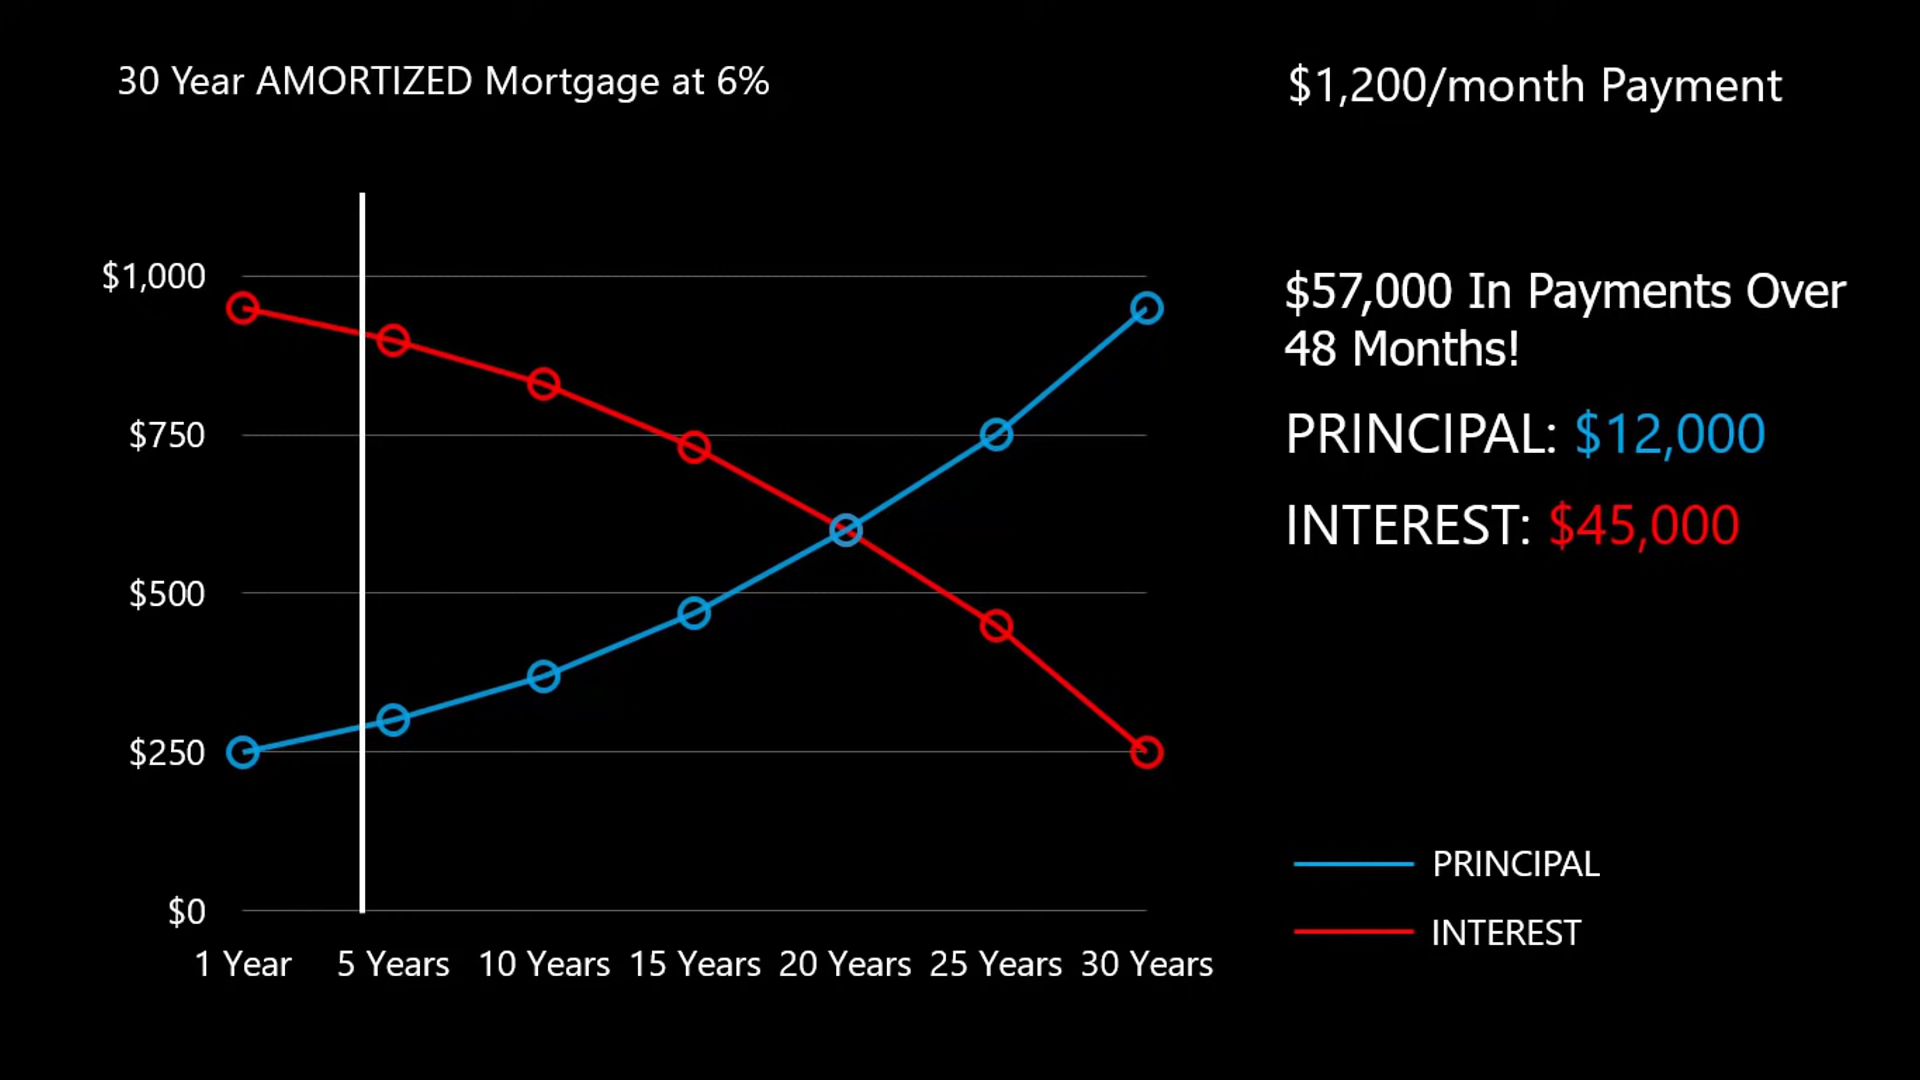 30 Year AMORTIZED Mortgage at 6%
$1,200/month Payment
$1,000
$750
$500
$250
$0
1 Year
5 Years
10 Years
15 Years
20 Years
25 Years
30 Years
$57,000 In Payments Over
48 Months!
PRINCIPAL: $12,000
INTEREST: $45,000
PRINCIPAL
INTEREST